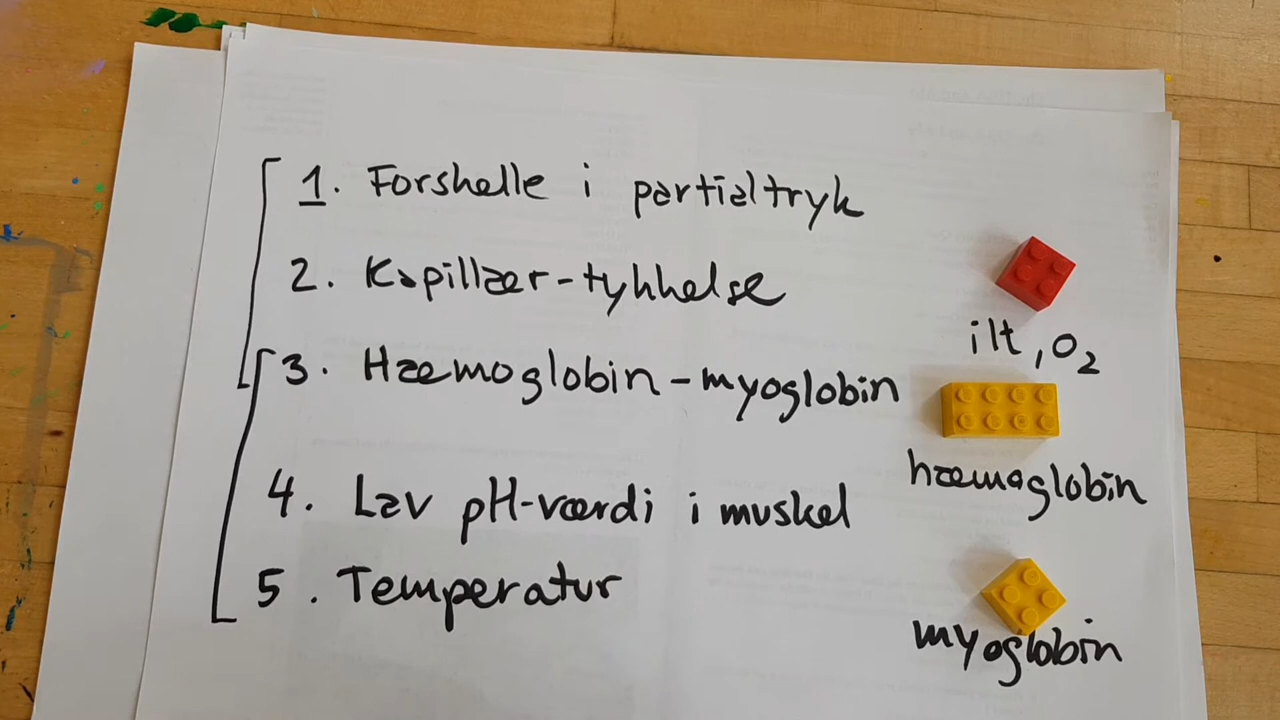 1. Forskelle i partialtryk
2. Kapillær-tykkelse
3. Hæmoglobin-myoglobin
4. Lav pH-værdi i muskel
5. Temperatur
ilt, O₂
hæmoglobin
myoglobin